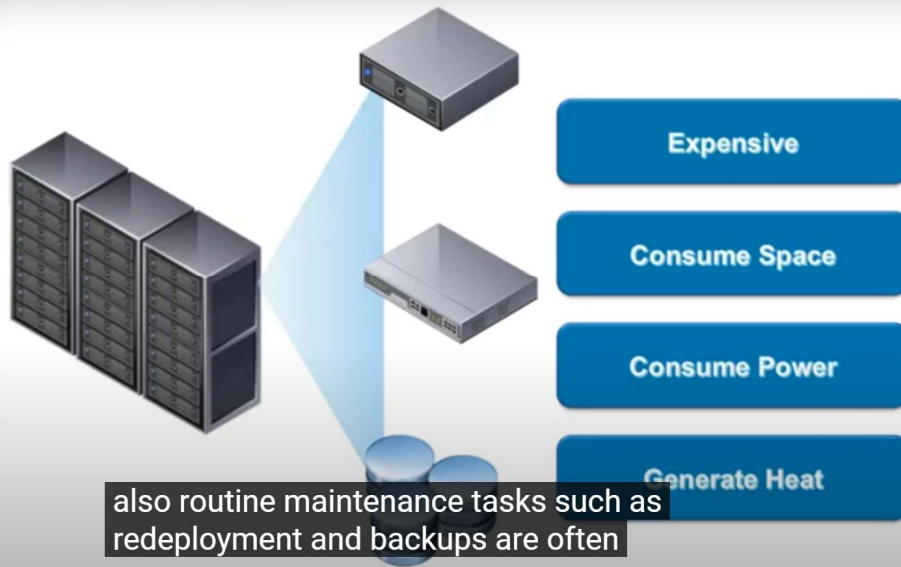 Expensive
Consume Space
Consume Power
Generate Heat
also routine maintenance tasks such as
redeployment and backups are often